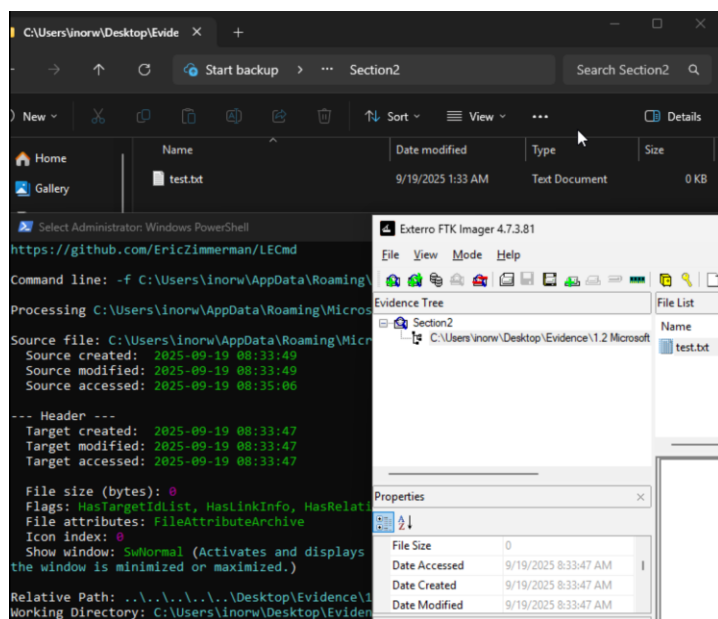 C:\Users\inorw\Desktop\Evide
Start backup > ... Section2
Search Section2
New
Sort
View
...
Details
Home
Gallery
Name
Date modified
Type
Size
test.txt
9/19/2025 1:33 AM
Text Document
0 KB
Select Administrator: Windows PowerShell
https://github.com/EricZimmerman/LECmd
Command line: -f C:\Users\inorw\AppData\Roaming\
Processing C:\Users\inorw\AppData\Roaming\Micros
Source file: C:\Users\inorw\AppData\Roaming\Micr
Source created: 2025-09-19 08:33:49
Source modified: 2025-09-19 08:33:49
Source accessed: 2025-09-19 08:35:06
--- Header ---
Target created: 2025-09-19 08:33:47
Target modified: 2025-09-19 08:33:47
Target accessed: 2025-09-19 08:33:47
File size (bytes): 0
Flags: HasTargetIdList, HasLinkInfo, HasRelati
File attributes: FileAttributeArchive
Icon index: 0
Show window: SwNormal (Activates and displays
the window is minimized or maximized.)
Relative Path: ..\..\..\..\..\Desktop\Evidence\1
Working Directory: C:\Users\inorw\Desktop\Eviden
Exterro FTK Imager 4.7.3.81
File View Mode Help
Evidence Tree
Section2
C:\Users\inorw\Desktop\Evidence\1.2 Microsoft
File List
Name
test.txt
Properties
File Size
0
Date Accessed
9/19/2025 8:33:47 AM
Date Created
9/19/2025 8:33:47 AM
Date Modified
9/19/2025 8:33:47 AM